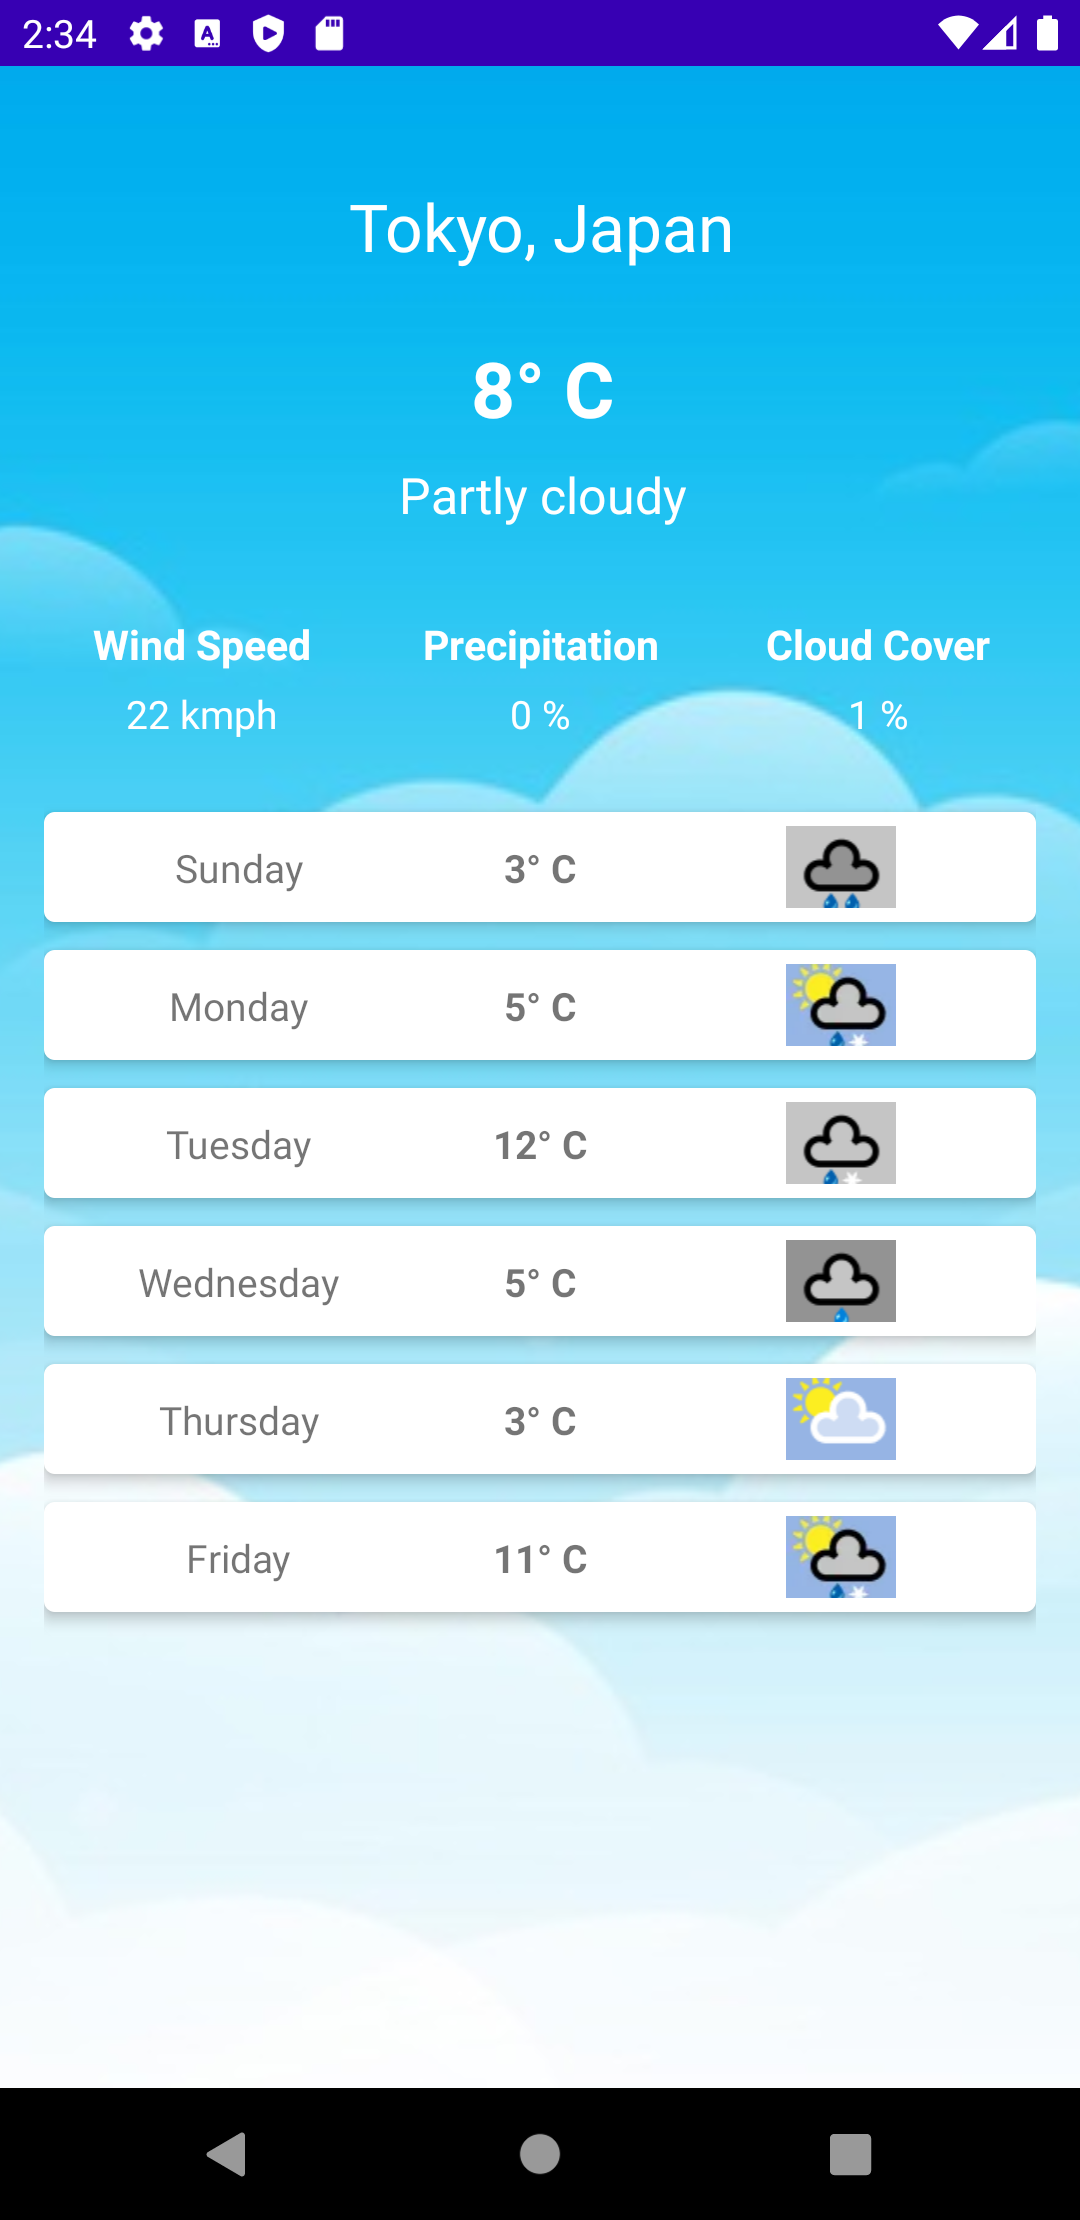 2:34
Tokyo, Japan
8° C
Partly cloudy
Wind Speed Precipitation Cloud Cover
22 kmph 0 % 1 %
Sunday 3° C
Monday 5° C
Tuesday 12° C
Wednesday 5° C
Thursday 3° C
Friday 11° C